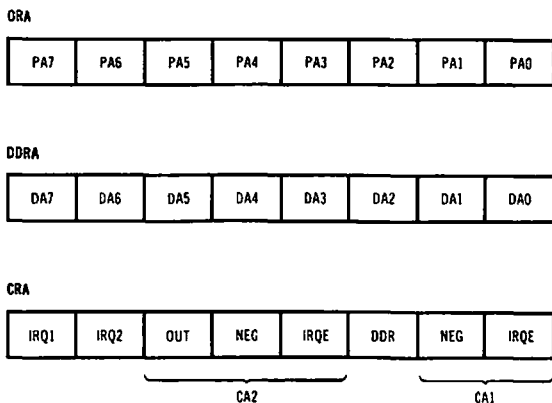 ORA
PA7 PA6 PA5 PA4 PA3 PA2 PA1 PA0
DDRA
DA7 DA6 DA5 DA4 DA3 DA2 DA1 DA0
CRA
IRQ1 IRQ2 OUT NEG IRQE DDR NEG IRQE
CA2 CA1